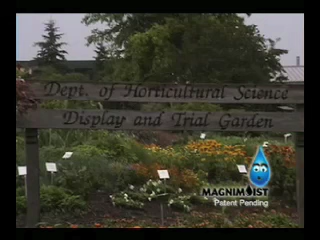 Dept. of Horticultural Science
Display and Trial Garden
MAGNIMOIST
Patent Pending